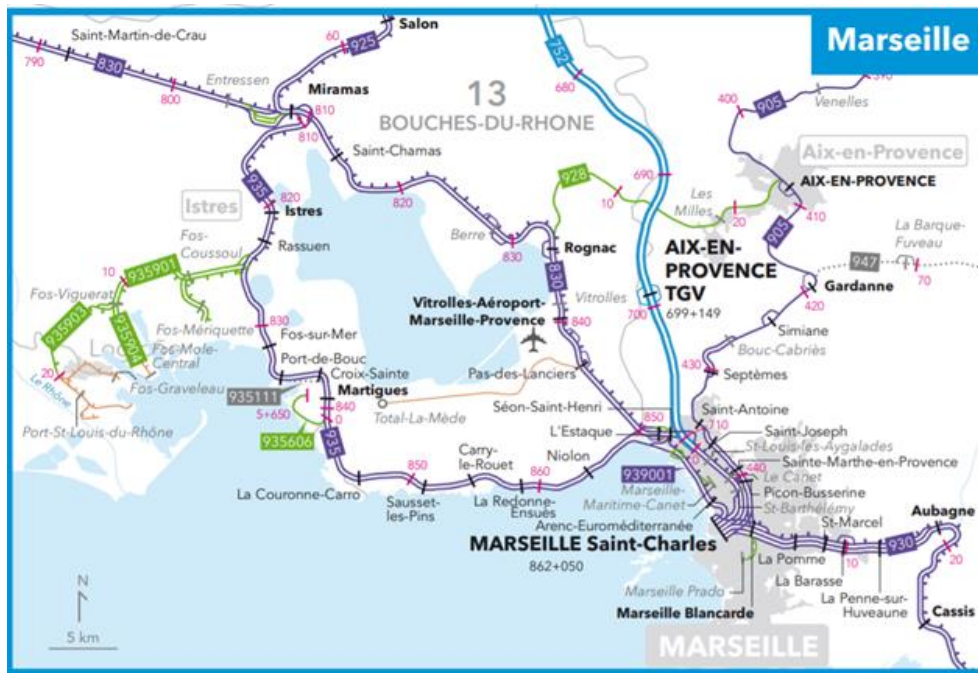 Marseille
Salon
Saint-Martin-de-Crau
60
925
752
790
830
680
Entressen
800
Miramas
810
810
13
BOUCHES-DU-RHONE
400
905
Venelles
Aix-en-Provence
Saint-Chamas
935
820
Istres
Istres
820
928
690
10
Les
Milles
20
AIX-EN-PROVENCE
410
905
Rassuen
Fos-
Coussoul
Berre
830
Rognac
830
AIX-EN-
PROVENCE
TGV
699+149
La Barque-
Fuveau
947
70
Gardanne
420
10
935901
Fos-Viguerat
935903
935904
Fos-Mériquette
Vitrolles-Aéroport-
Marseille-Provence
840
Vitrolles
700
830
Fos-sur-Mer
Simiane
Bouc-Cabriès
Port-de-Bouc
Croix-Sainte
Fos-Mole-
Central
Fos-Graveleau
Pas-des-Lanciers
430
Septèmes
20
Le Rhône
Port-St-Louis-du-Rhône
935111
5+650
Martigues
840
0
935606
935
Total-La-Mède
Séon-Saint-Henri
850
L'Estaque
Saint-Antoine
710
Saint-Joseph
St-Louis-les-Aygalades
Sainte-Marthe-en-Provence
Le Canet
440
Picon-Busserine
St-Barthélémy
La Couronne-Carro
850
Sausset-
les-Pins
Carry-
le-Rouet
La Redonne-
Ensuès
860
Niolon
939001
Marseille-
Maritime-Canet
Arenc-Euroméditerranée
MARSEILLE Saint-Charles
862+050
St-Marcel
Aubagne
930
20
La Pomme
La Barasse
10
La Penne-sur-
Huveaune
Marseille Prado
Marseille Blancarde
Cassis
MARSEILLE
N
5 km